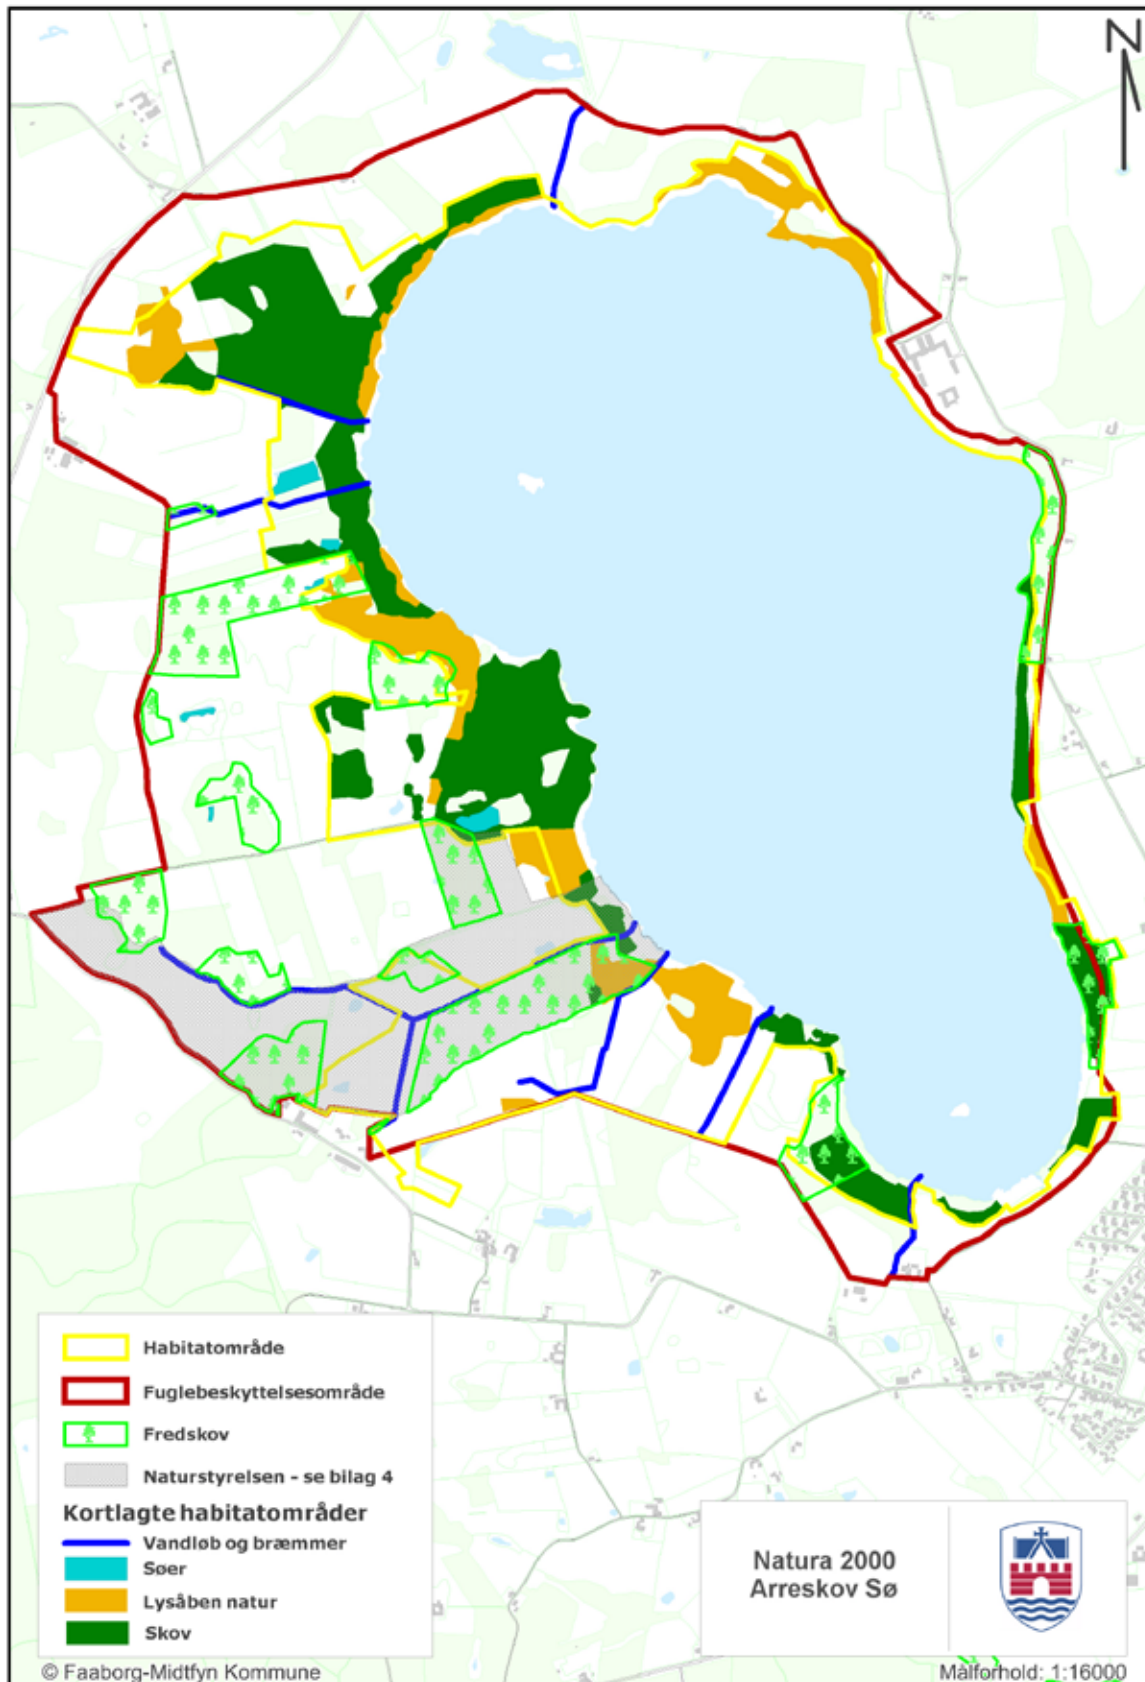 N
Habitatområde
Fuglebeskyttelsesområde
Fredskov
Naturstyrelsen - se bilag 4
Kortlagte habitatområder
Vandløb og bræmmer
Søer
Lysåben natur
Skov
Natura 2000
Arreskov Sø
© Faaborg-Midtfyn Kommune
Målforhold: 1:16000